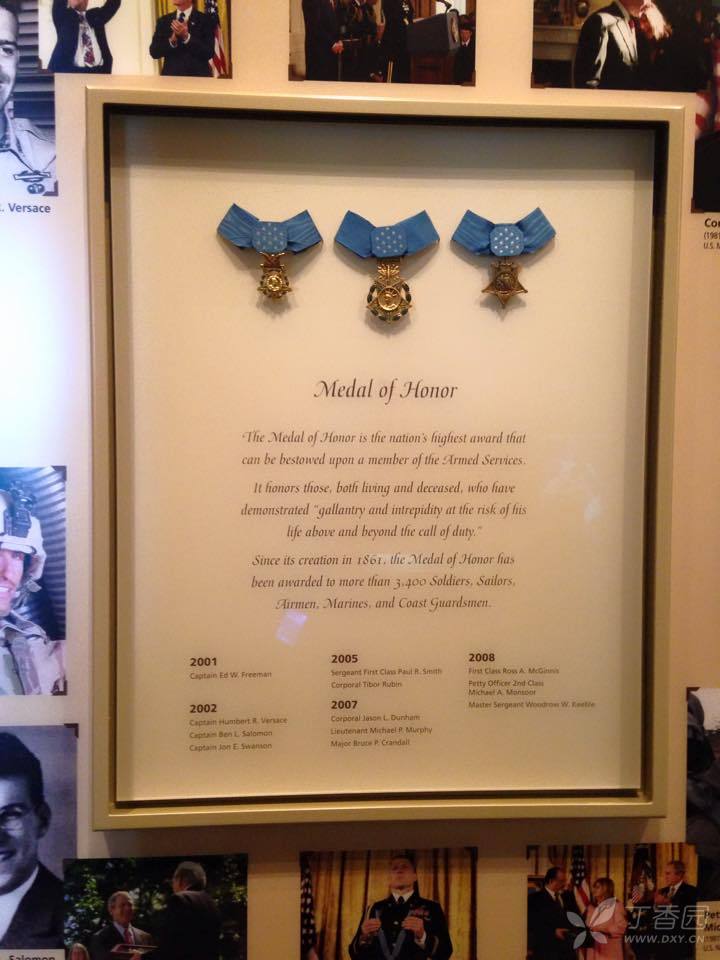 R. Versace
Medal of Honor
The Medal of Honor is the nation's highest award that
can be bestowed upon a member of the Armed Services.
It honors those, both living and deceased, who have
demonstrated "gallantry and intrepidity at the risk of his
life above and beyond the call of duty."
Since its creation in 1861, the Medal of Honor has
been awarded to more than 3,400 Soldiers, Sailors,
Airmen, Marines, and Coast Guardsmen.
2001
Captain Ed W. Freeman
2002
Captain Humbert R. Versace
Captain Ben L. Salomon
Captain Jon E. Swanson
2005
Sergeant First Class Paul R. Smith
Corporal Tibor Rubin
2007
Corporal Jason L. Dunham
Lieutenant Michael P. Murphy
Major Bruce P. Crandall
2008
First Class Ross A. McGinnis
Petty Officer 2nd Class
Michael A. Monsoor
Master Sergeant Woodrow W. Keeble
Salomon
丁香园
WWW.DXY.CN